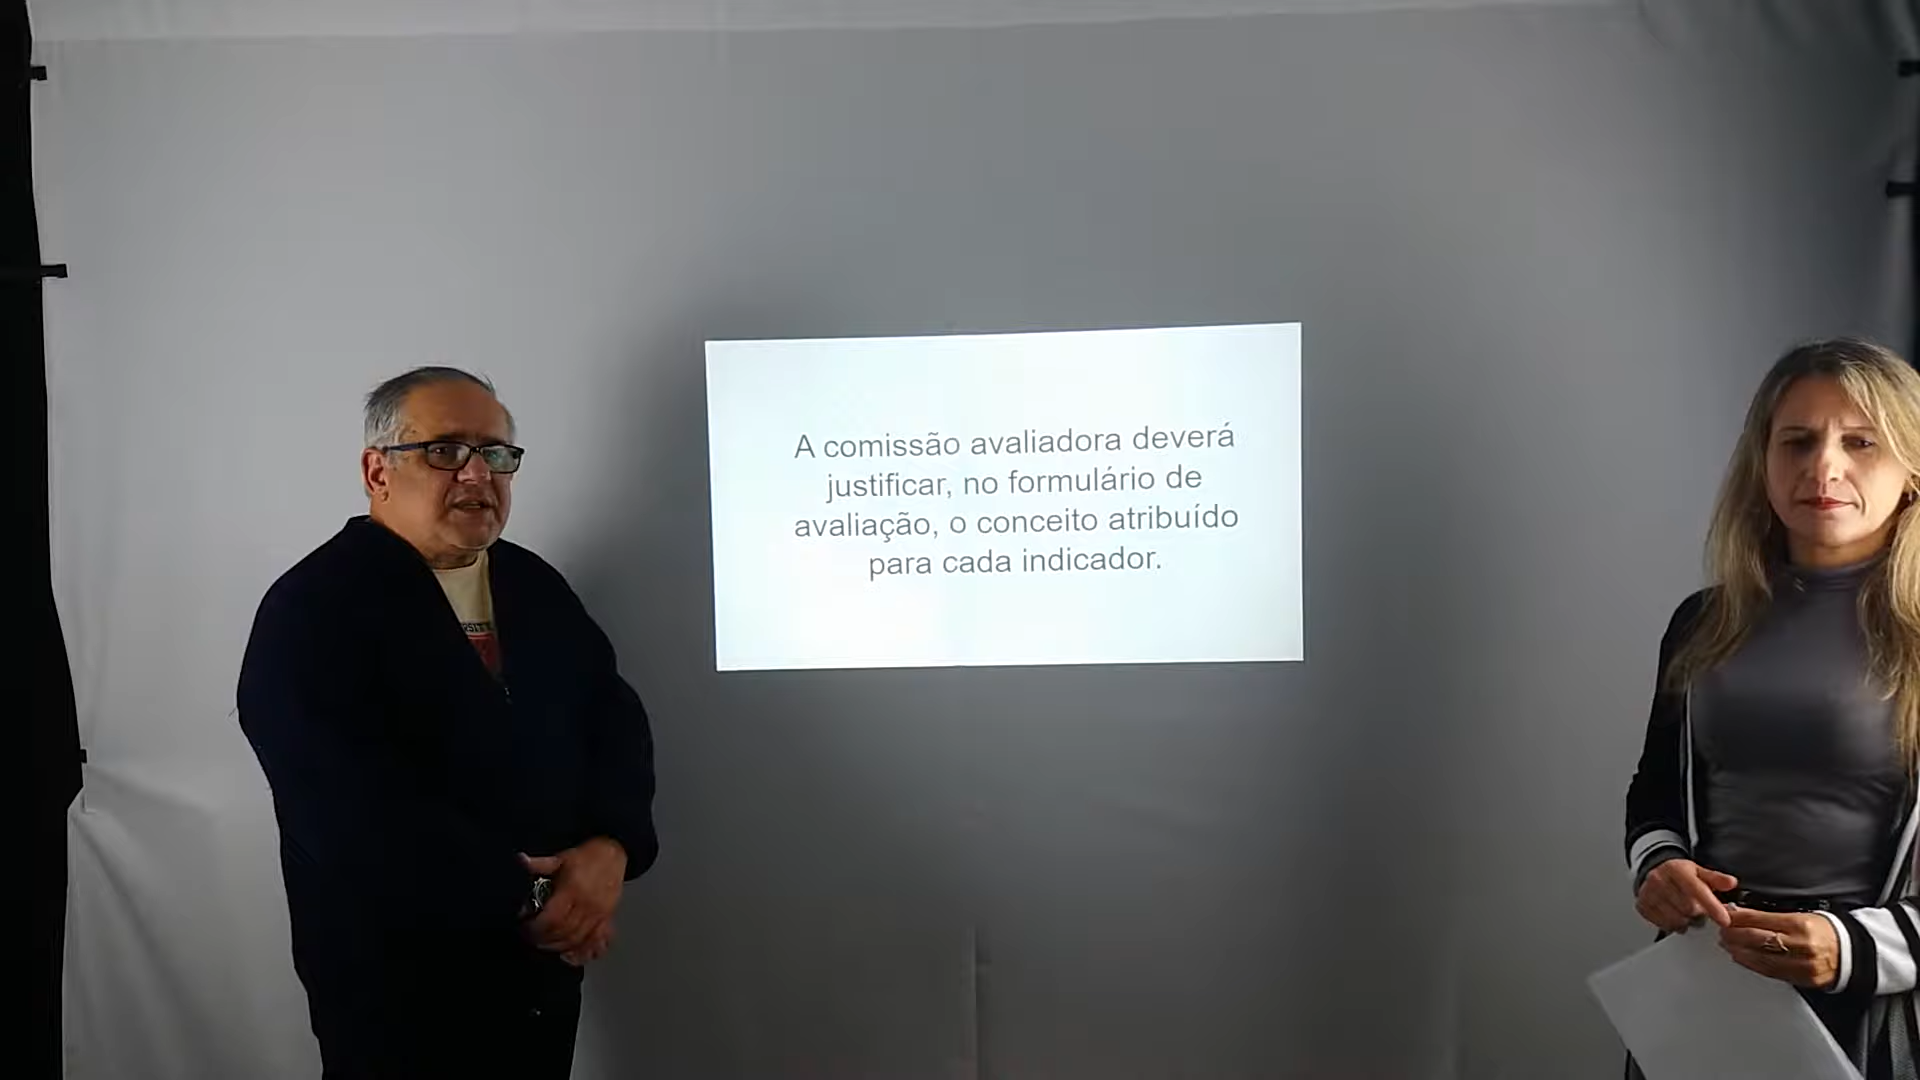 A comissão avaliadora deverá
justificar, no formulário de
avaliação, o conceito atribuído
para cada indicador.